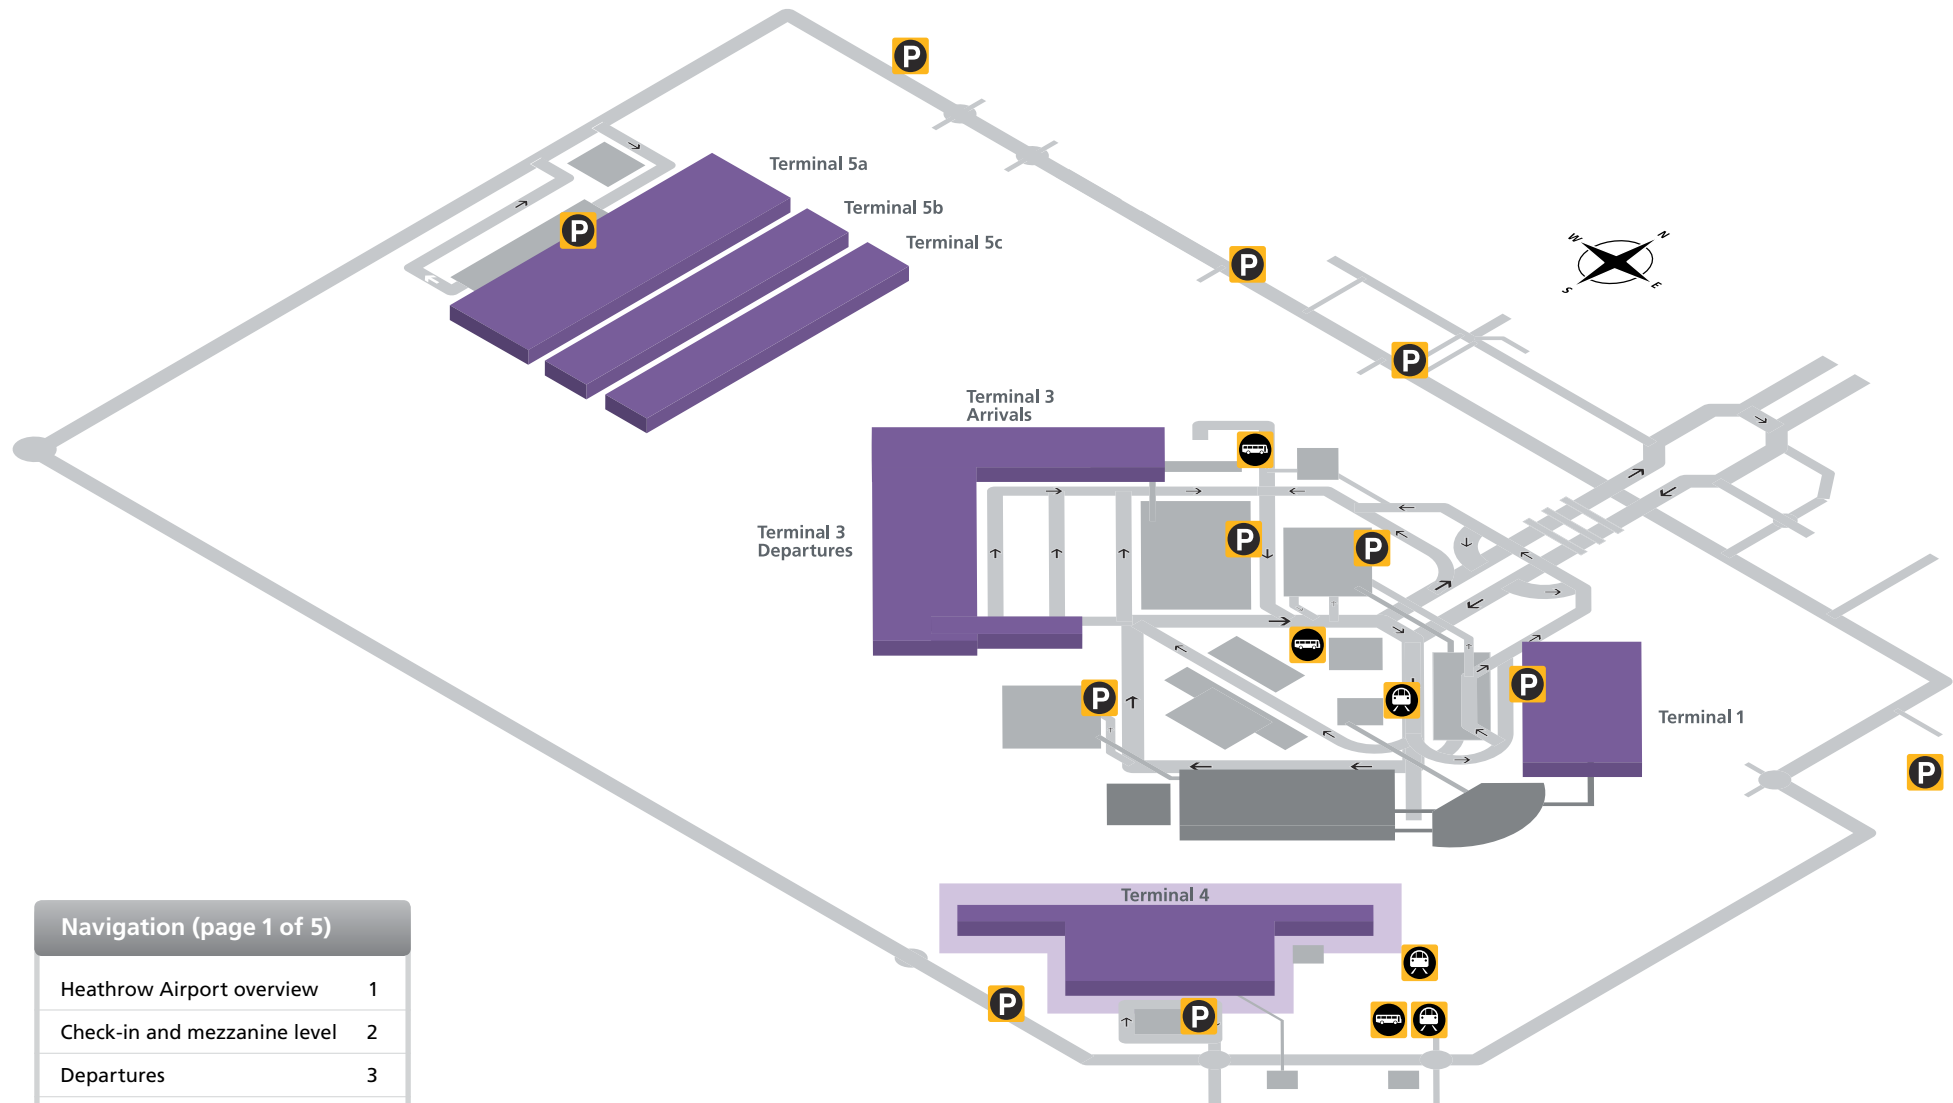 P
P
Terminal 5a
Terminal 5b
Terminal 5c
P
W
N
S
E
P
P
Terminal 3
Arrivals
Terminal 3
Departures
P
P
P
P
Terminal 1
P
Terminal 4
P
P
Navigation (page 1 of 5)
Heathrow Airport overview 1
Check-in and mezzanine level 2
Departures 3